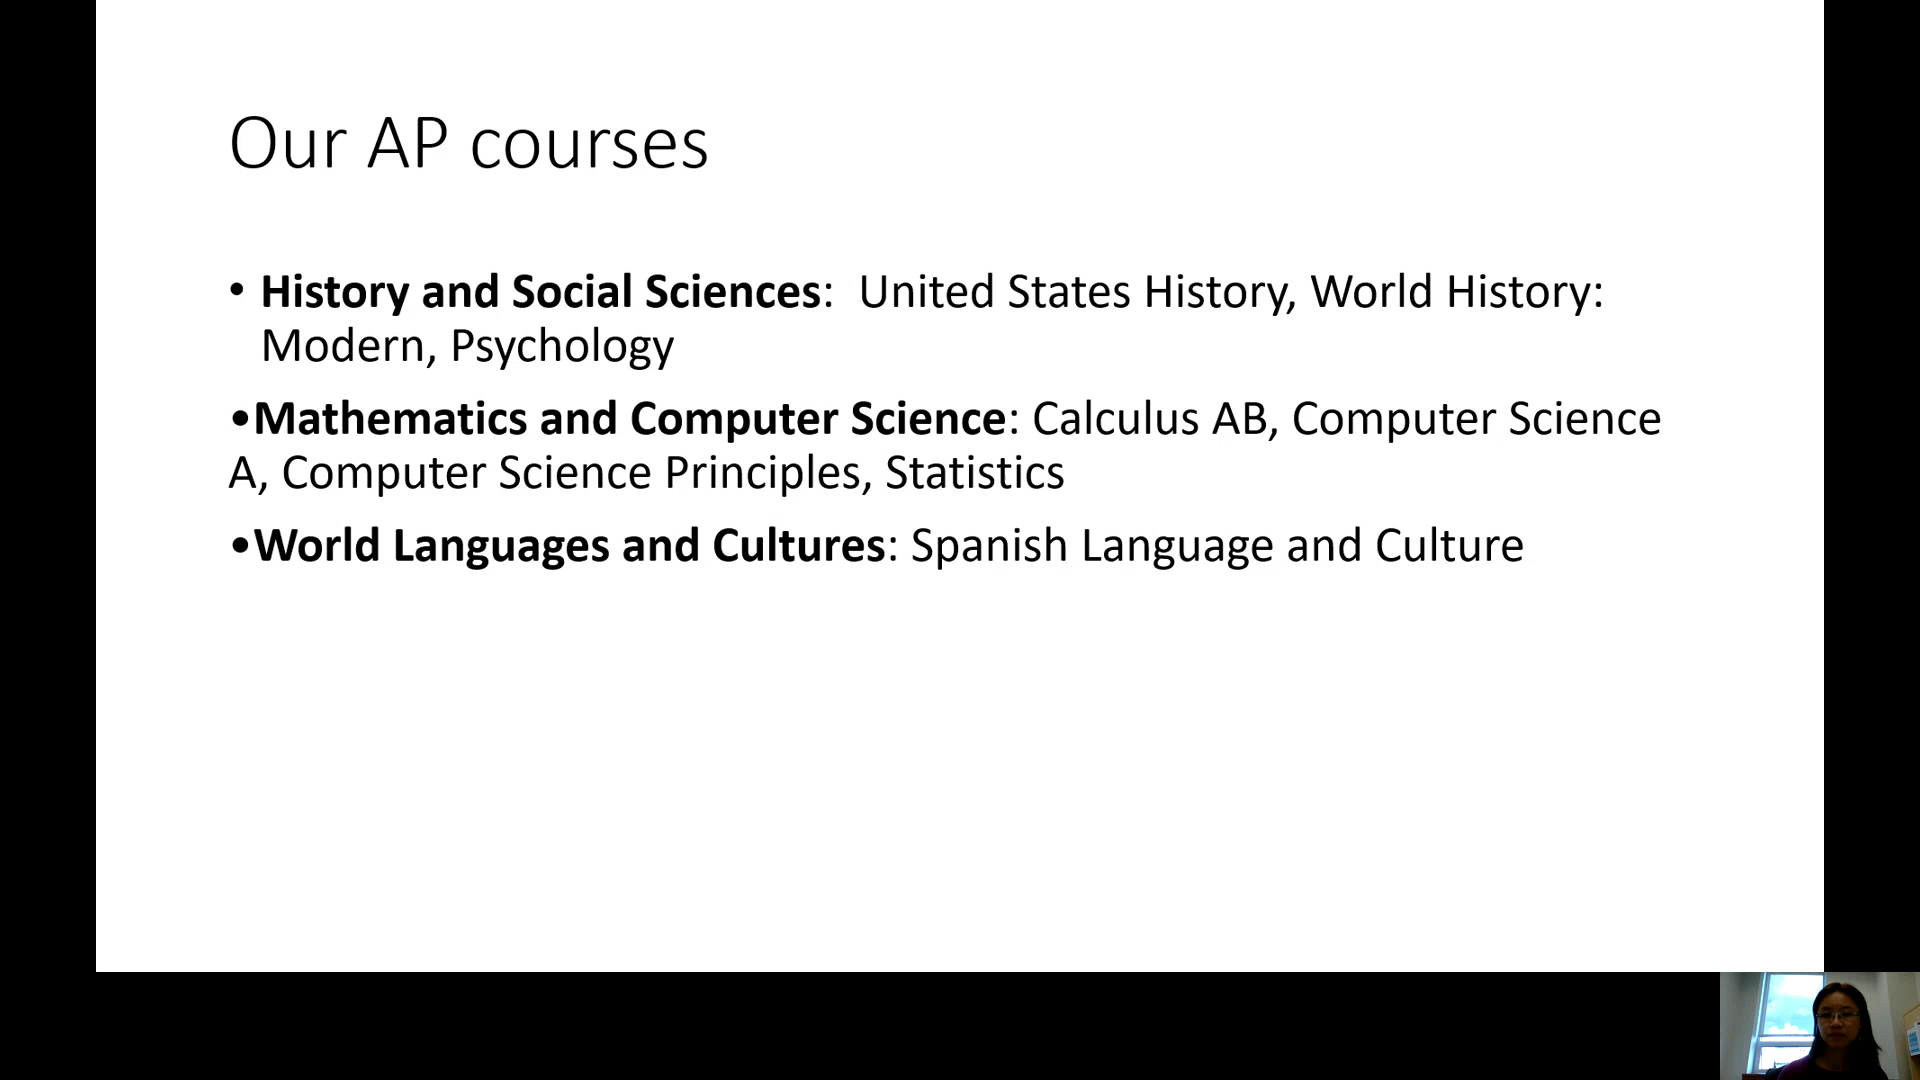 Our AP courses
• History and Social Sciences:  United States History, World History:
Modern, Psychology
•Mathematics and Computer Science: Calculus AB, Computer Science
A, Computer Science Principles, Statistics
•World Languages and Cultures: Spanish Language and Culture